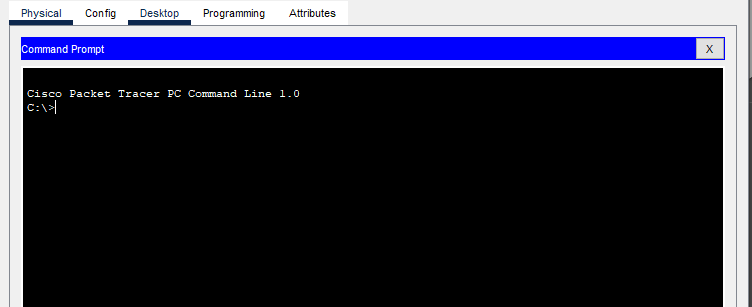 Physical Config Desktop Programming Attributes
Command Prompt X
Cisco Packet Tracer PC Command Line 1.0
C:\>